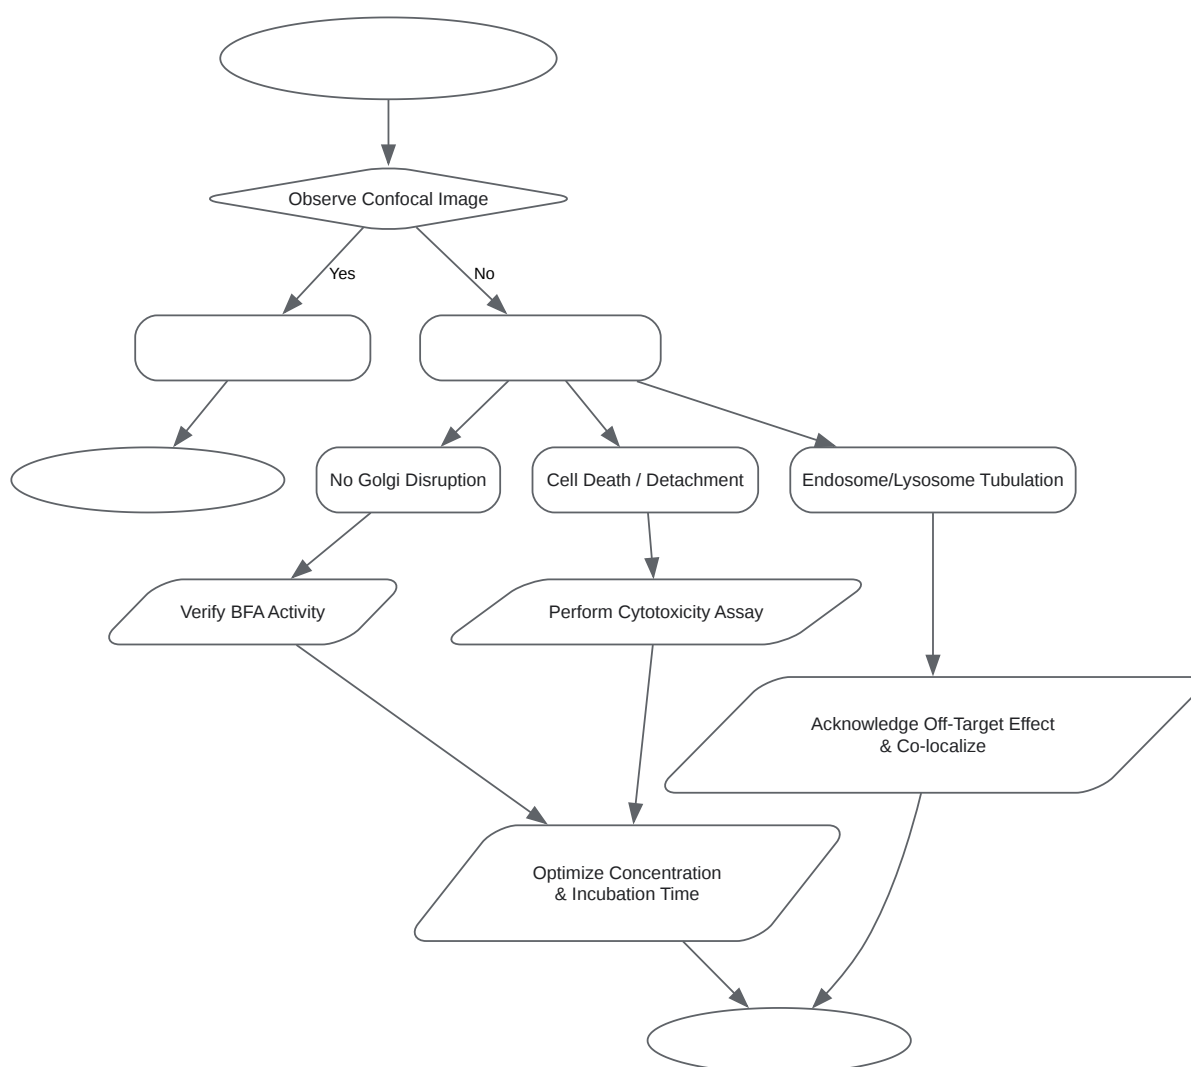 Observe Confocal Image
Yes
No
No Golgi Disruption
Cell Death / Detachment
Endosome/Lysosome Tubulation
Verify BFA Activity
Perform Cytotoxicity Assay
Acknowledge Off-Target Effect
& Co-localize
Optimize Concentration
& Incubation Time